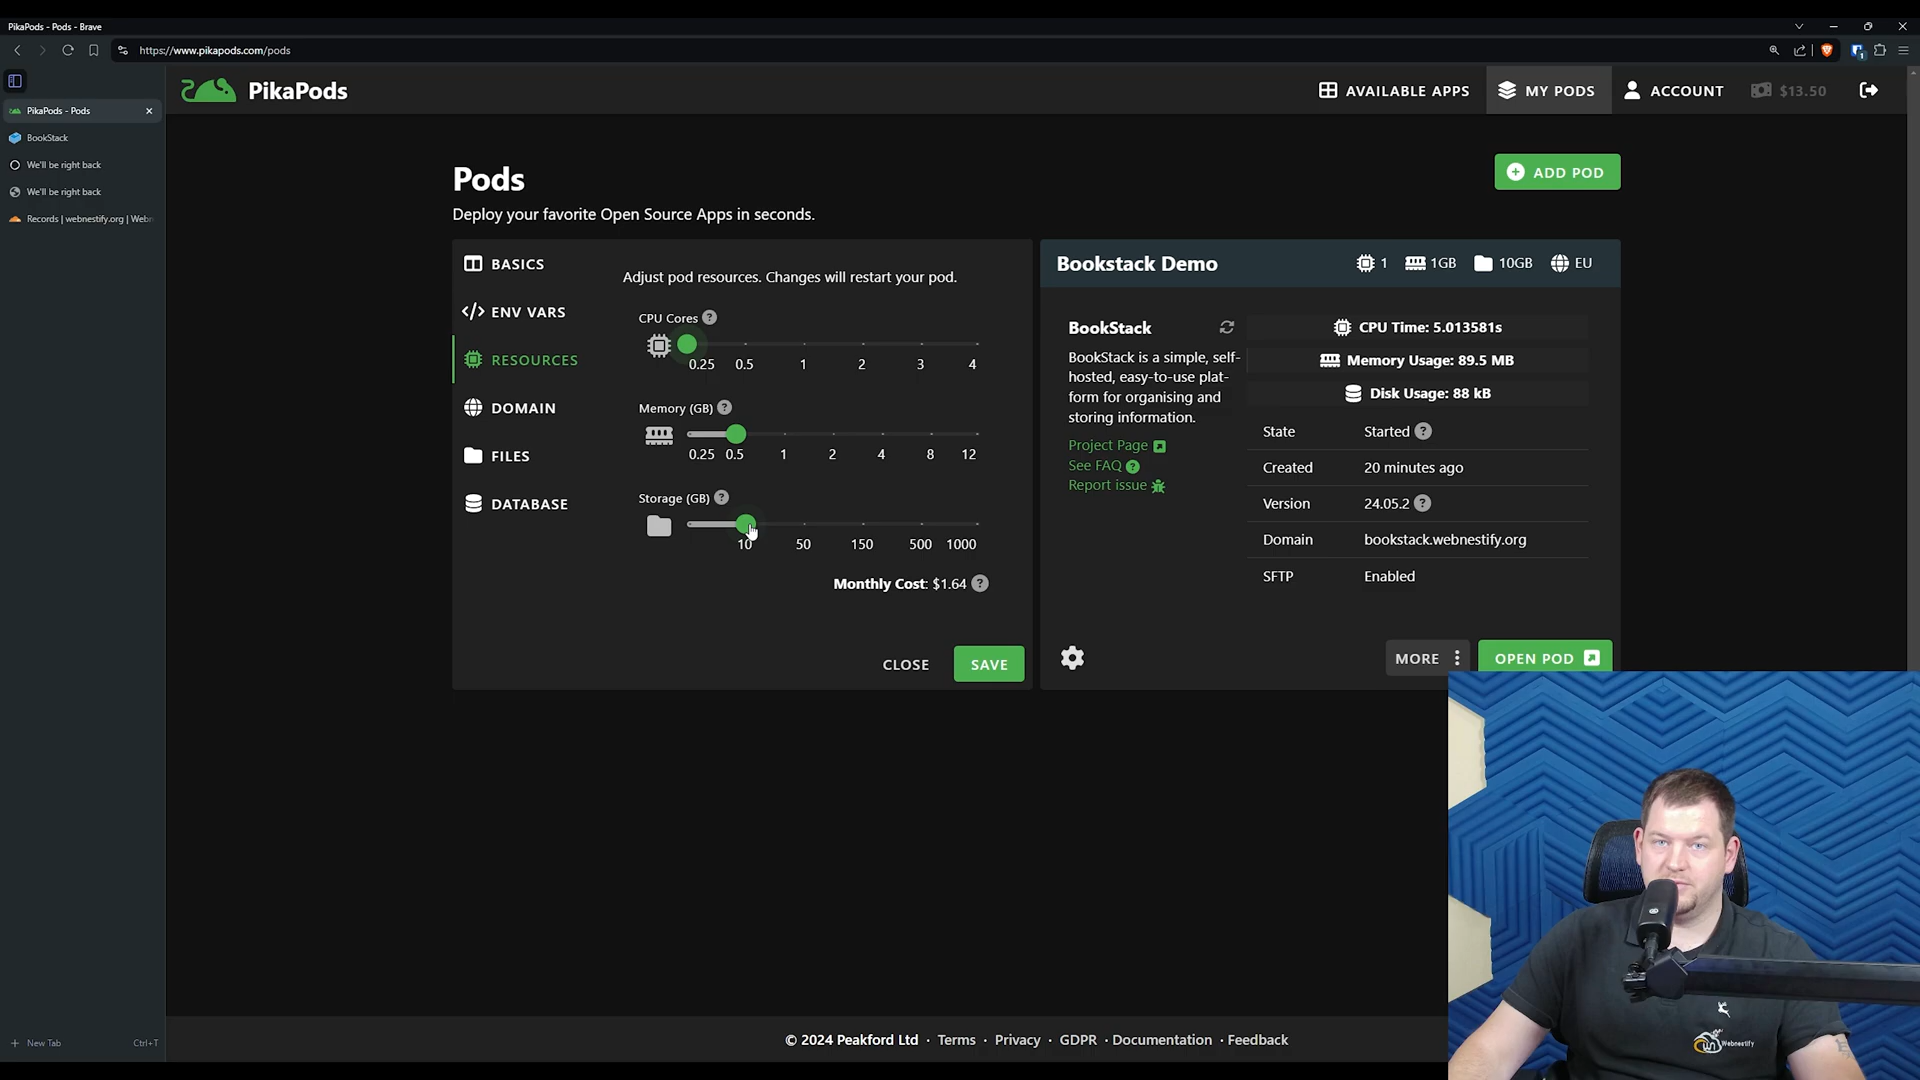 PikaPods - Pods - Brave
https://www.pikapods.com/pods
PikaPods - Pods
BookStack
We'll be right back
We'll be right back
Records | webnestify.org | Webn
New Tab
Ctrl+T
PikaPods
AVAILABLE APPS
MY PODS
ACCOUNT
$13.50
Pods
Deploy your favorite Open Source Apps in seconds.
ADD POD
BASICS
ENV VARS
RESOURCES
DOMAIN
FILES
DATABASE
Adjust pod resources. Changes will restart your pod.
CPU Cores ?
0.25 0.5 1 2 3 4
Memory (GB) ?
0.25 0.5 1 2 4 8 12
Storage (GB) ?
10 50 150 500 1000
Monthly Cost: $1.64 ?
CLOSE
SAVE
Bookstack Demo
1
1GB
10GB
EU
BookStack
BookStack is a simple, self-
hosted, easy-to-use plat-
form for organising and
storing information.
Project Page
See FAQ ?
Report issue
CPU Time: 5.013581s
Memory Usage: 89.5 MB
Disk Usage: 88 kB
State Started ?
Created 20 minutes ago
Version 24.05.2 ?
Domain bookstack.webnestify.org
SFTP Enabled
MORE
OPEN POD
Webnestify
© 2024 Peakford Ltd · Terms · Privacy · GDPR · Documentation · Feedback